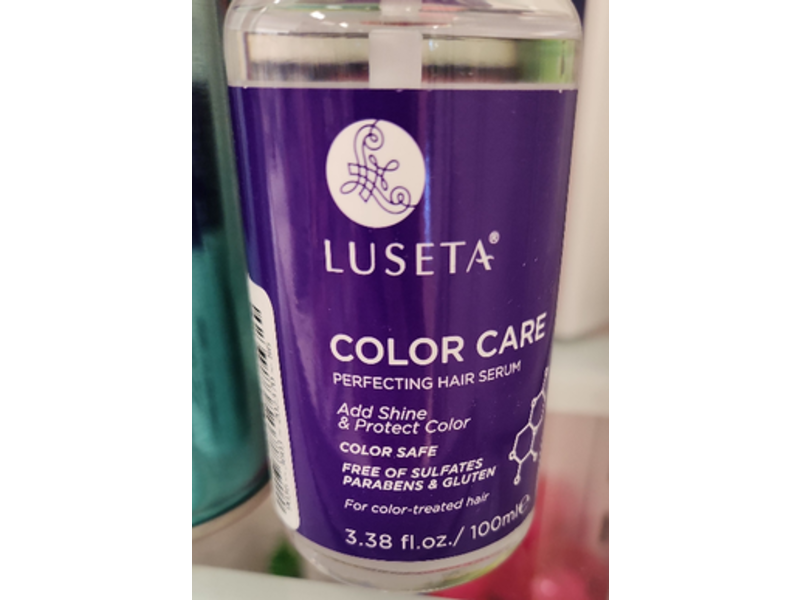 LUSETA®
COLOR CARE
PERFECTING HAIR SERUM
Add Shine
& Protect Color
COLOR SAFE
FREE OF SULFATES
PARABENS & GLUTEN
For color-treated hair
3.38 fl.oz./ 100ml℮